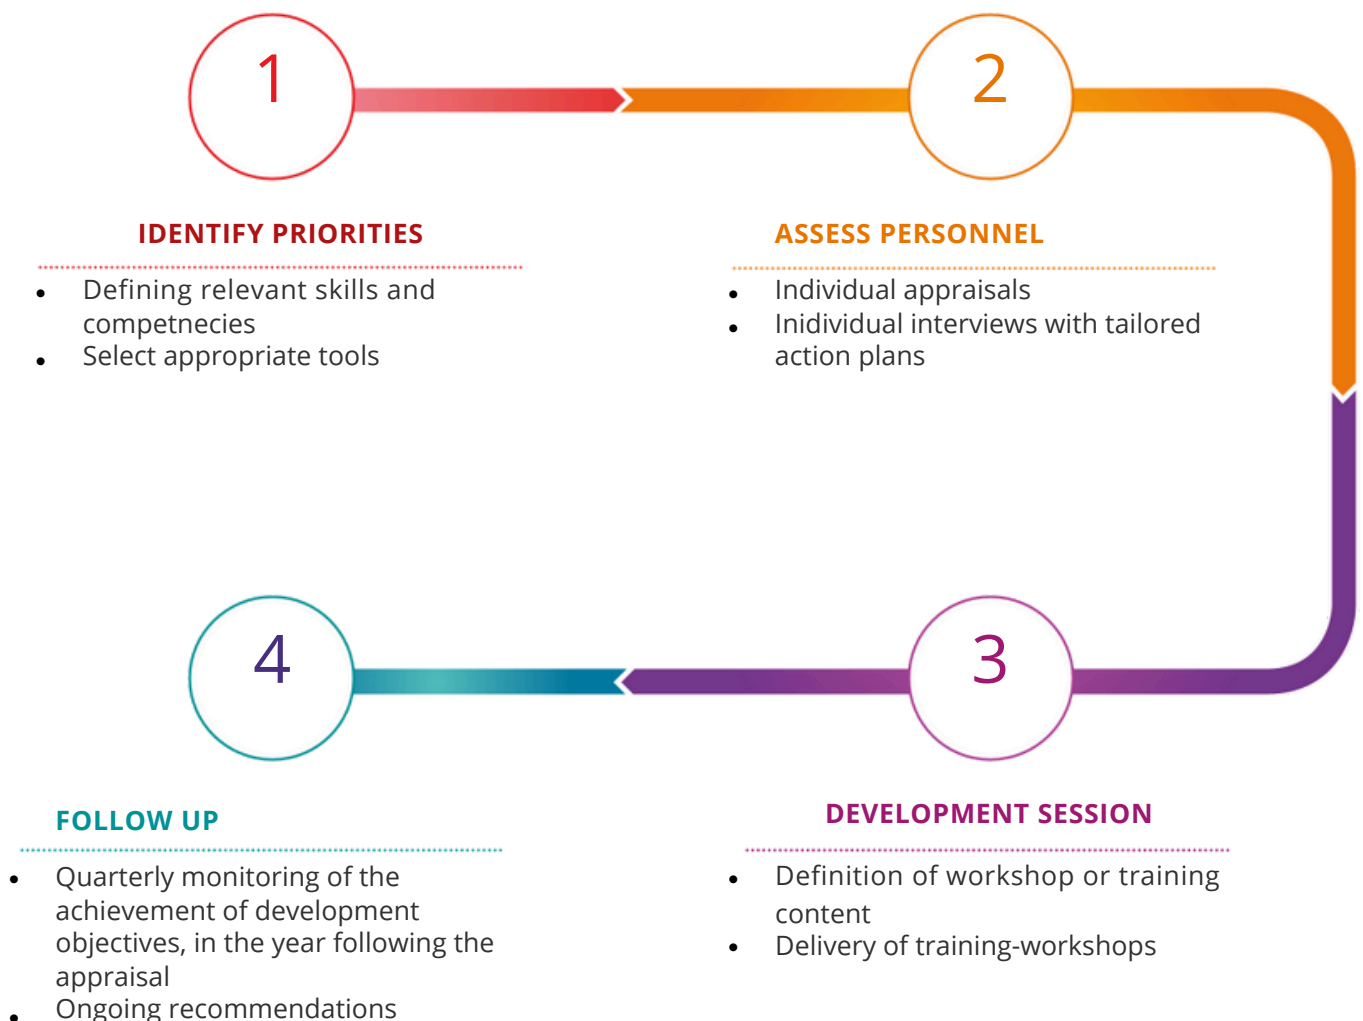 1
2
IDENTIFY PRIORITIES
• Defining relevant skills and
competnecies
• Select appropriate tools
ASSESS PERSONNEL
• Individual appraisals
• Inidividual interviews with tailored
action plans
4
3
FOLLOW UP
• Quarterly monitoring of the
achievement of development
objectives, in the year following the
appraisal
• Ongoing recommendations
DEVELOPMENT SESSION
• Definition of workshop or training
content
• Delivery of training-workshops